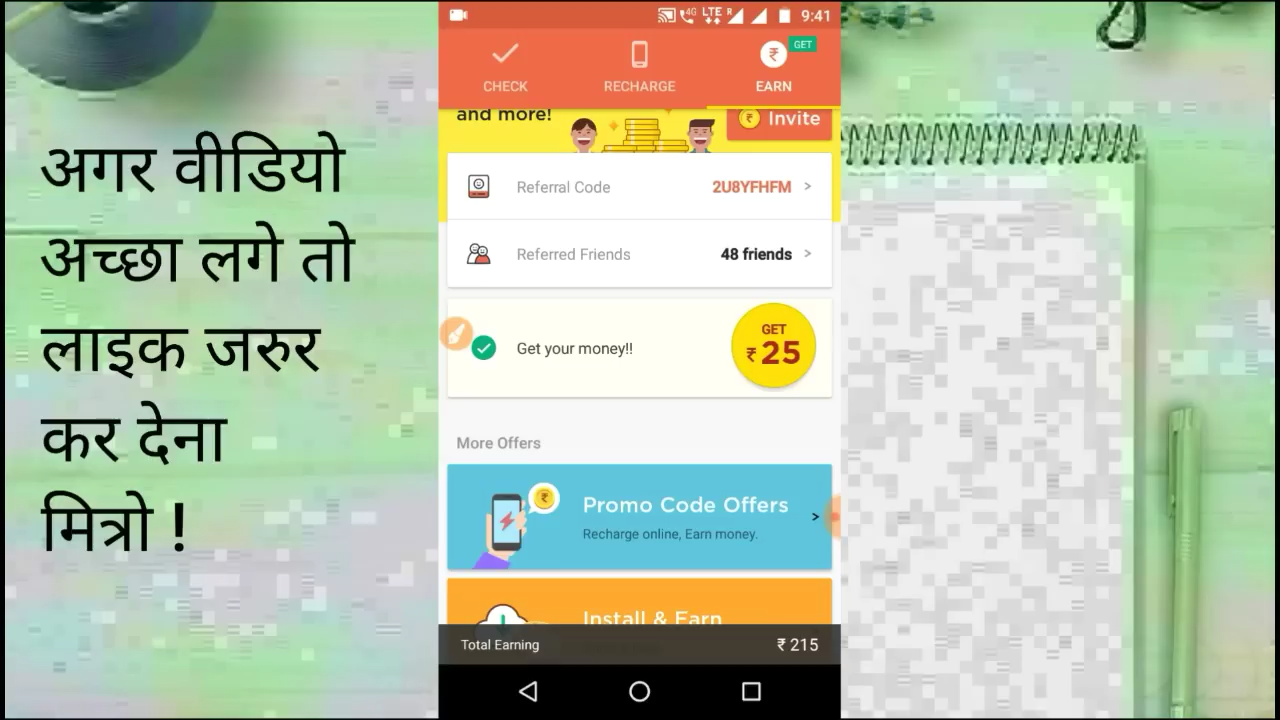 अगर वीडियो
अच्छा लगे तो
लाइक जरुर
कर देना
मित्रो !
4G LTE R 9:41
CHECK
RECHARGE
GET
EARN
and more!
Invite
Referral Code 2U8YFHFM >
Referred Friends 48 friends >
Get your money!!
GET
₹ 25
More Offers
Promo Code Offers
Recharge online, Earn money.
>
Install & Earn
Total Earning ₹ 215